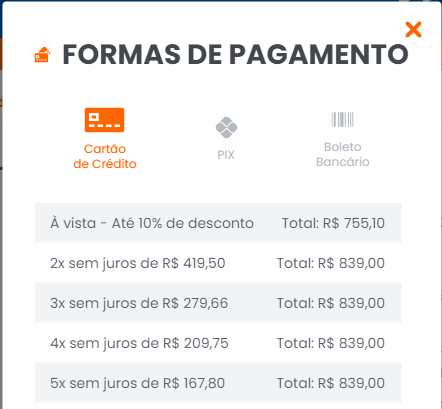 FORMAS DE PAGAMENTO
Cartão
de Crédito
PIX
Boleto
Bancário
À vista - Até 10% de desconto Total: R$ 755,10
2x sem juros de R$ 419,50 Total: R$ 839,00
3x sem juros de R$ 279,66 Total: R$ 839,00
4x sem juros de R$ 209,75 Total: R$ 839,00
5x sem juros de R$ 167,80 Total: R$ 839,00